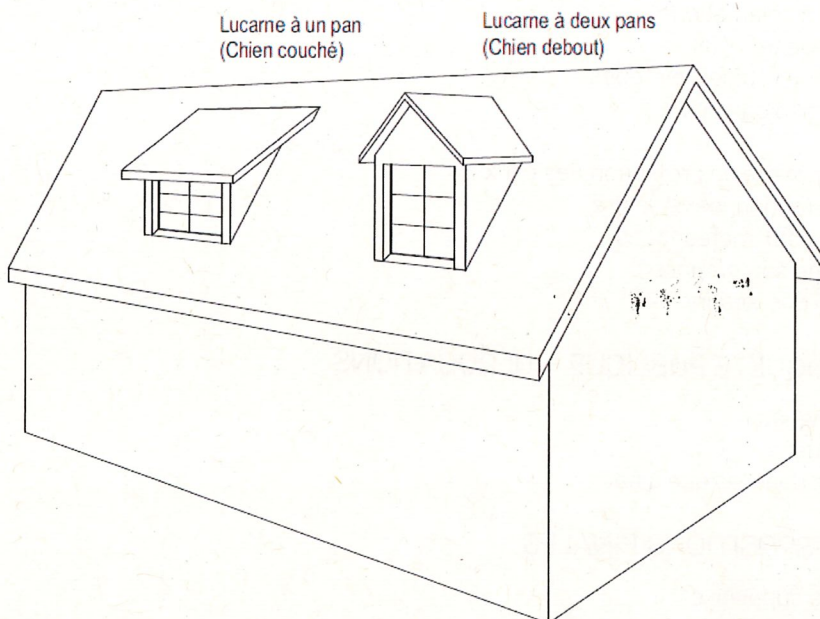 Lucarne à un pan
(Chien couché)
Lucarne à deux pans
(Chien debout)